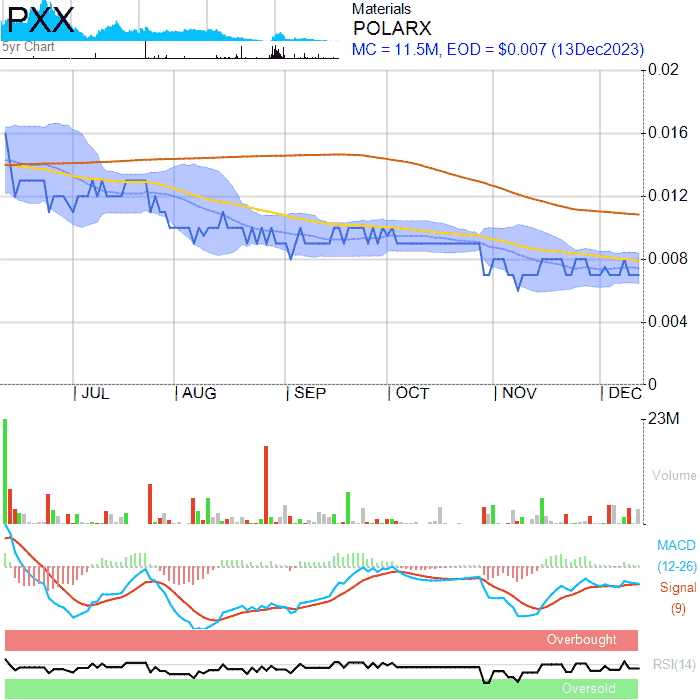 PXX
5yr Chart
Materials
POLARX
MC = 11.5M, EOD = $0.007 (13Dec2023)
0.02
0.016
0.012
0.008
0.004
0
JUL AUG SEP OCT NOV DEC
23M
Volume
MACD
(12-26)
Signal
(9)
Overbought
RSI(14)
Oversold